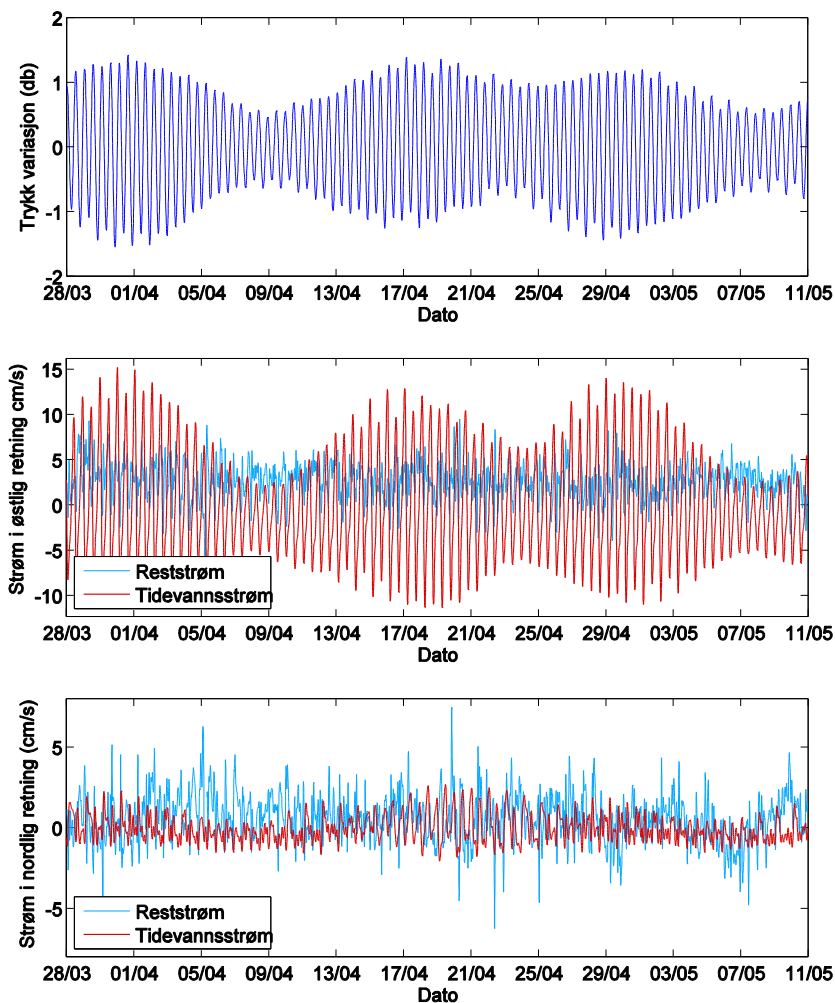 Trykk variasjon (db)
2
1
0
-1
-2
28/03 01/04 05/04 09/04 13/04 17/04 21/04 25/04 29/04 03/05 07/05 11/05
Dato
Strøm i østlig retning cm/s
15
10
5
0
-5
-10
Reststrøm
Tidevannsstrøm
28/03 01/04 05/04 09/04 13/04 17/04 21/04 25/04 29/04 03/05 07/05 11/05
Dato
Strøm i nordlig retning (cm/s)
5
0
-5
Reststrøm
Tidevannsstrøm
28/03 01/04 05/04 09/04 13/04 17/04 21/04 25/04 29/04 03/05 07/05 11/05
Dato